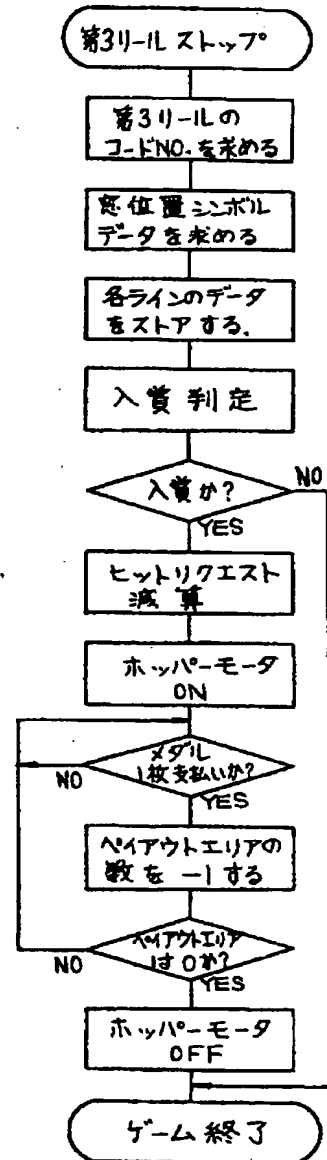 第3リール ストップ
第3リールの
コードNO.を求める
窓位置シンボル
データを求める
各ラインのデータ
をストアする.
入賞判定
入賞か?
NO
YES
ヒットリクエスト
減算
ホッパーモータ
ON
メダル
1枚支払いか?
NO
YES
ペイアウトエリアの
数を -1する
ペイアウトエリア
は0か?
NO
YES
ホッパーモータ
OFF
ゲーム終了